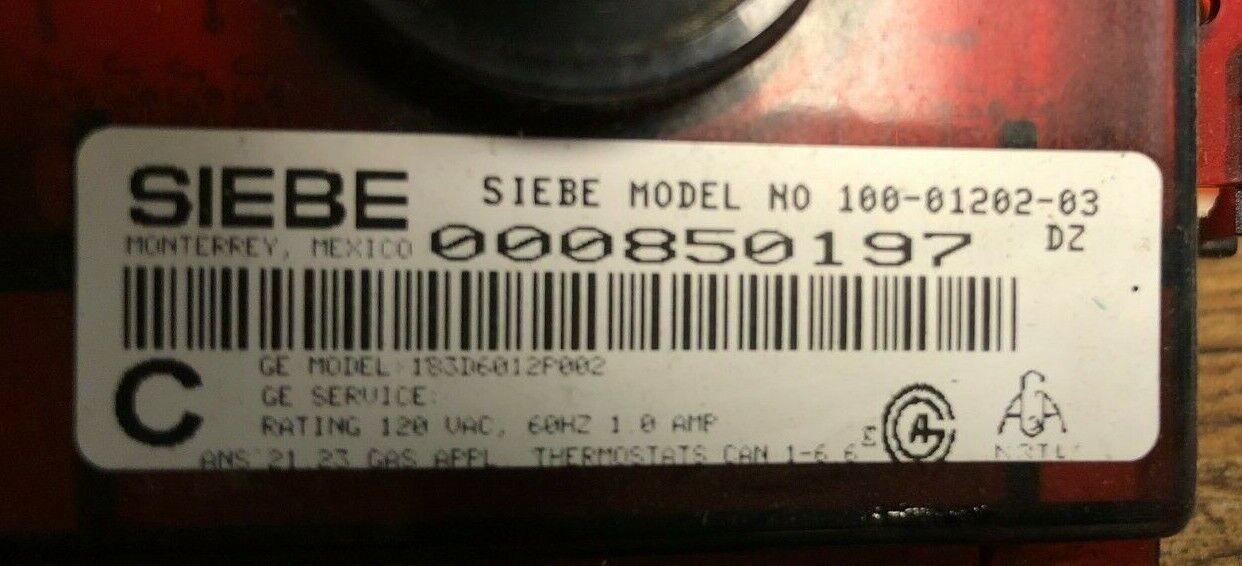 SIEBE
SIEBE MODEL NO 100-01202-03
MONTERREY, MEXICO
000850197
DZ
C
GE MODEL: 183D6012P002
GE SERVICE:
RATING 120 VAC, 60HZ 1.0 AMP
ANS 21.23 GAS APPL THERMOSTATS CAN 1-6.6